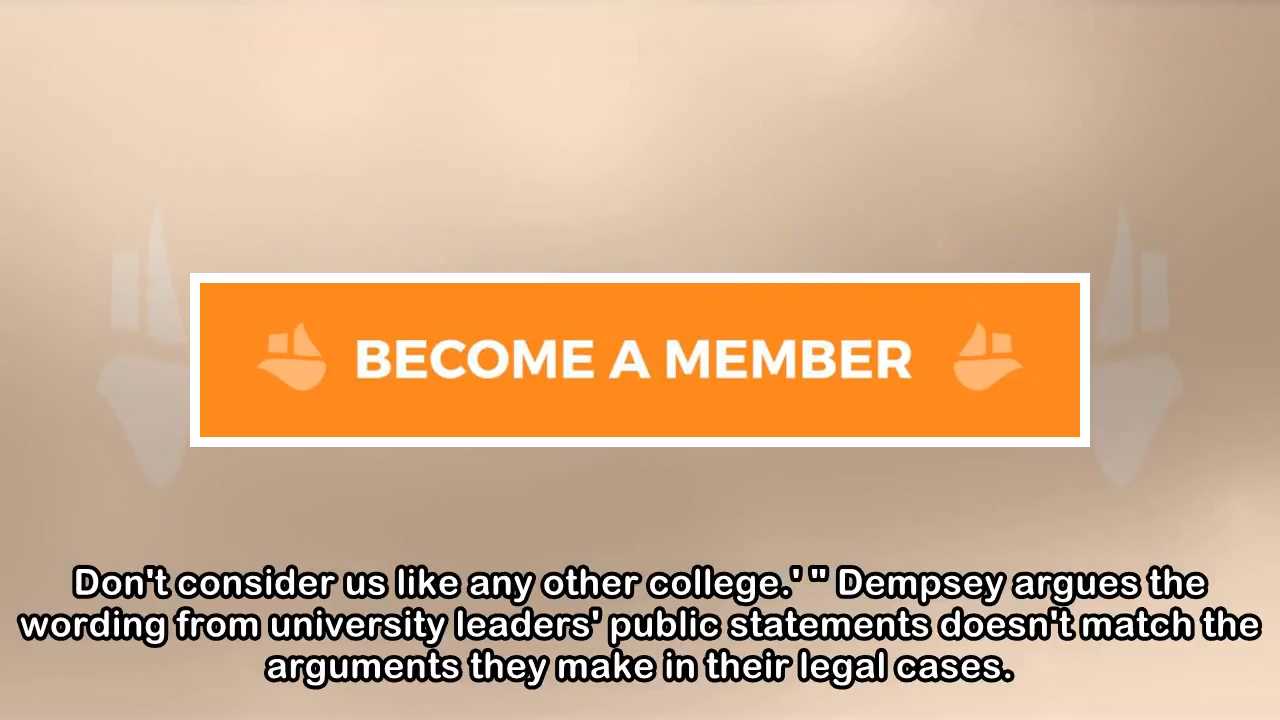 BECOME A MEMBER
Don't consider us like any other college.' " Dempsey argues the
wording from university leaders' public statements doesn't match the
arguments they make in their legal cases.